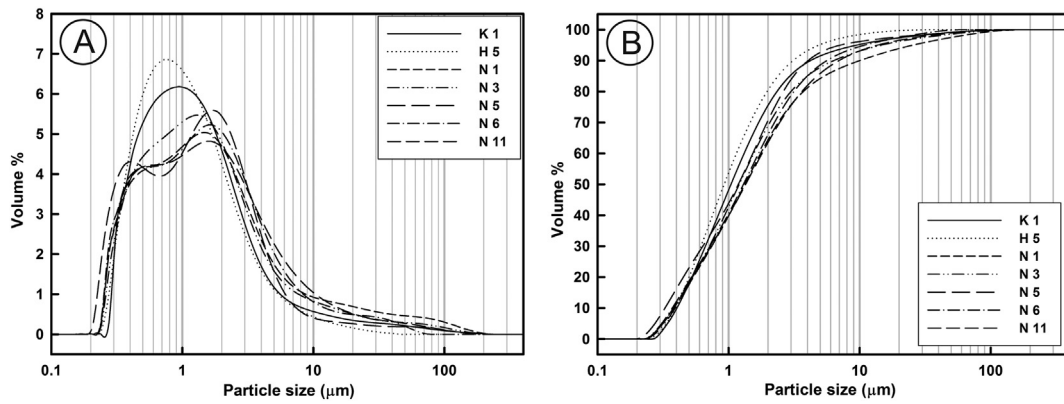 A
Volume %
8
7
6
5
4
3
2
1
0
0.1 1 10 100
Particle size (μm)
K 1
H 5
N 1
N 3
N 5
N 6
N 11
B
Volume %
100
90
80
70
60
50
40
30
20
10
0
0.1 1 10 100
Particle size (μm)
K 1
H 5
N 1
N 3
N 5
N 6
N 11